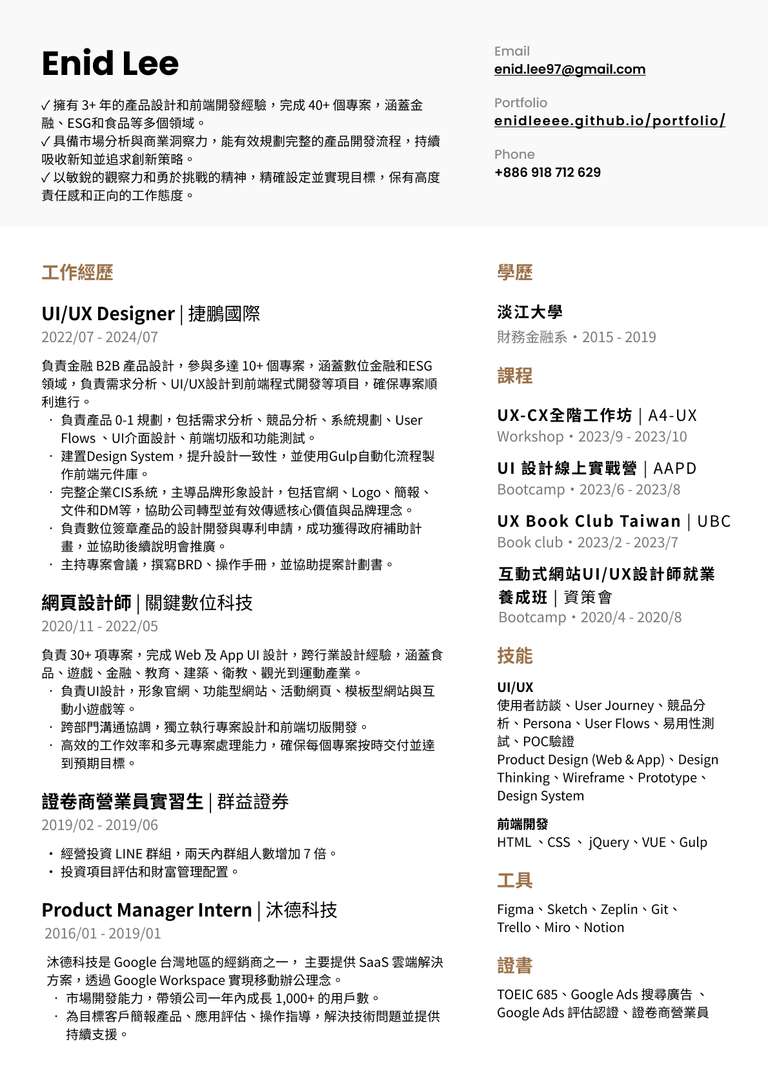 Enid Lee
✓ 擁有 3+ 年的產品設計和前端開發經驗，完成 40+ 個專案，涵蓋金
融、ESG和食品等多個領域。
✓ 具備市場分析與商業洞察力，能有效規劃完整的產品開發流程，持續
吸收新知並追求創新策略。
✓ 以敏銳的觀察力和勇於挑戰的精神，精確設定並實現目標，保有高度
責任感和正向的工作態度。
Email
enid.lee97@gmail.com
Portfolio
enidleeee.github.io/portfolio/
Phone
+886 918 712 629
工作經歷
UI/UX Designer | 捷鵬國際
2022/07 - 2024/07
負責金融 B2B 產品設計，參與多達 10+ 個專案，涵蓋數位金融和ESG
領域，負責需求分析、UI/UX設計到前端程式開發等項目，確保專案順
利進行。
· 負責產品 0-1 規劃，包括需求分析、競品分析、系統規劃、User
Flows 、UI介面設計、前端切版和功能測試。
· 建置Design System，提升設計一致性，並使用Gulp自動化流程製
作前端元件庫。
· 完整企業CIS系統，主導品牌形象設計，包括官網、Logo、簡報、
文件和DM等，協助公司轉型並有效傳遞核心價值與品牌理念。
· 負責數位簽章產品的設計開發與專利申請，成功獲得政府補助計
畫，並協助後續說明會推廣。
· 主持專案會議，撰寫BRD、操作手冊，並協助提案計劃書。
網頁設計師 | 關鍵數位科技
2020/11 - 2022/05
負責 30+ 項專案，完成 Web 及 App UI 設計，跨行業設計經驗，涵蓋食
品、遊戲、金融、教育、建築、衛教、觀光到運動產業。
· 負責UI設計，形象官網、功能型網站、活動網頁、模板型網站與互
動小遊戲等。
· 跨部門溝通協調，獨立執行專案設計和前端切版開發。
· 高效的工作效率和多元專案處理能力，確保每個專案按時交付並達
到預期目標。
證卷商營業員實習生 | 群益證券
2019/02 - 2019/06
• 經營投資 LINE 群組，兩天內群組人數增加 7 倍。
• 投資項目評估和財富管理配置。
Product Manager Intern | 沐德科技
2016/01 - 2019/01
沐德科技是 Google 台灣地區的經銷商之一， 主要提供 SaaS 雲端解決
方案，透過 Google Workspace 實現移動辦公理念。
· 市場開發能力，帶領公司一年內成長 1,000+ 的用戶數。
· 為目標客戶簡報產品、應用評估、操作指導，解決技術問題並提供
持續支援。
學歷
淡江大學
財務金融系・2015 - 2019
課程
UX-CX全階工作坊 | A4-UX
Workshop・2023/9 - 2023/10
UI 設計線上實戰營 | AAPD
Bootcamp・2023/6 - 2023/8
UX Book Club Taiwan | UBC
Book club・2023/2 - 2023/7
互動式網站UI/UX設計師就業
養成班 | 資策會
Bootcamp・2020/4 - 2020/8
技能
UI/UX
使用者訪談、User Journey、競品分
析、Persona、User Flows、易用性測
試、POC驗證
Product Design (Web & App)、Design
Thinking、Wireframe、Prototype、
Design System
前端開發
HTML 、CSS 、 jQuery、VUE、Gulp
工具
Figma、Sketch、Zeplin、Git、
Trello、Miro、Notion
證書
TOEIC 685、Google Ads 搜尋廣告 、
Google Ads 評估認證、證卷商營業員